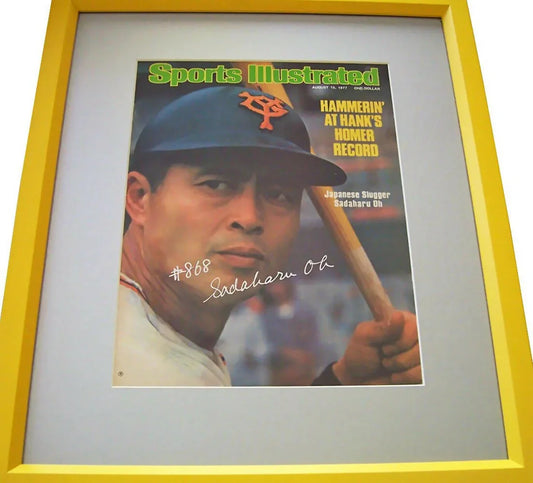 Sports Illustrated
AUGUST 15, 1977 ONE DOLLAR
HAMMERIN'
AT HANK'S
HOMER
RECORD
Japanese Slugger
Sadaharu Oh
#868
Sadaharu Oh